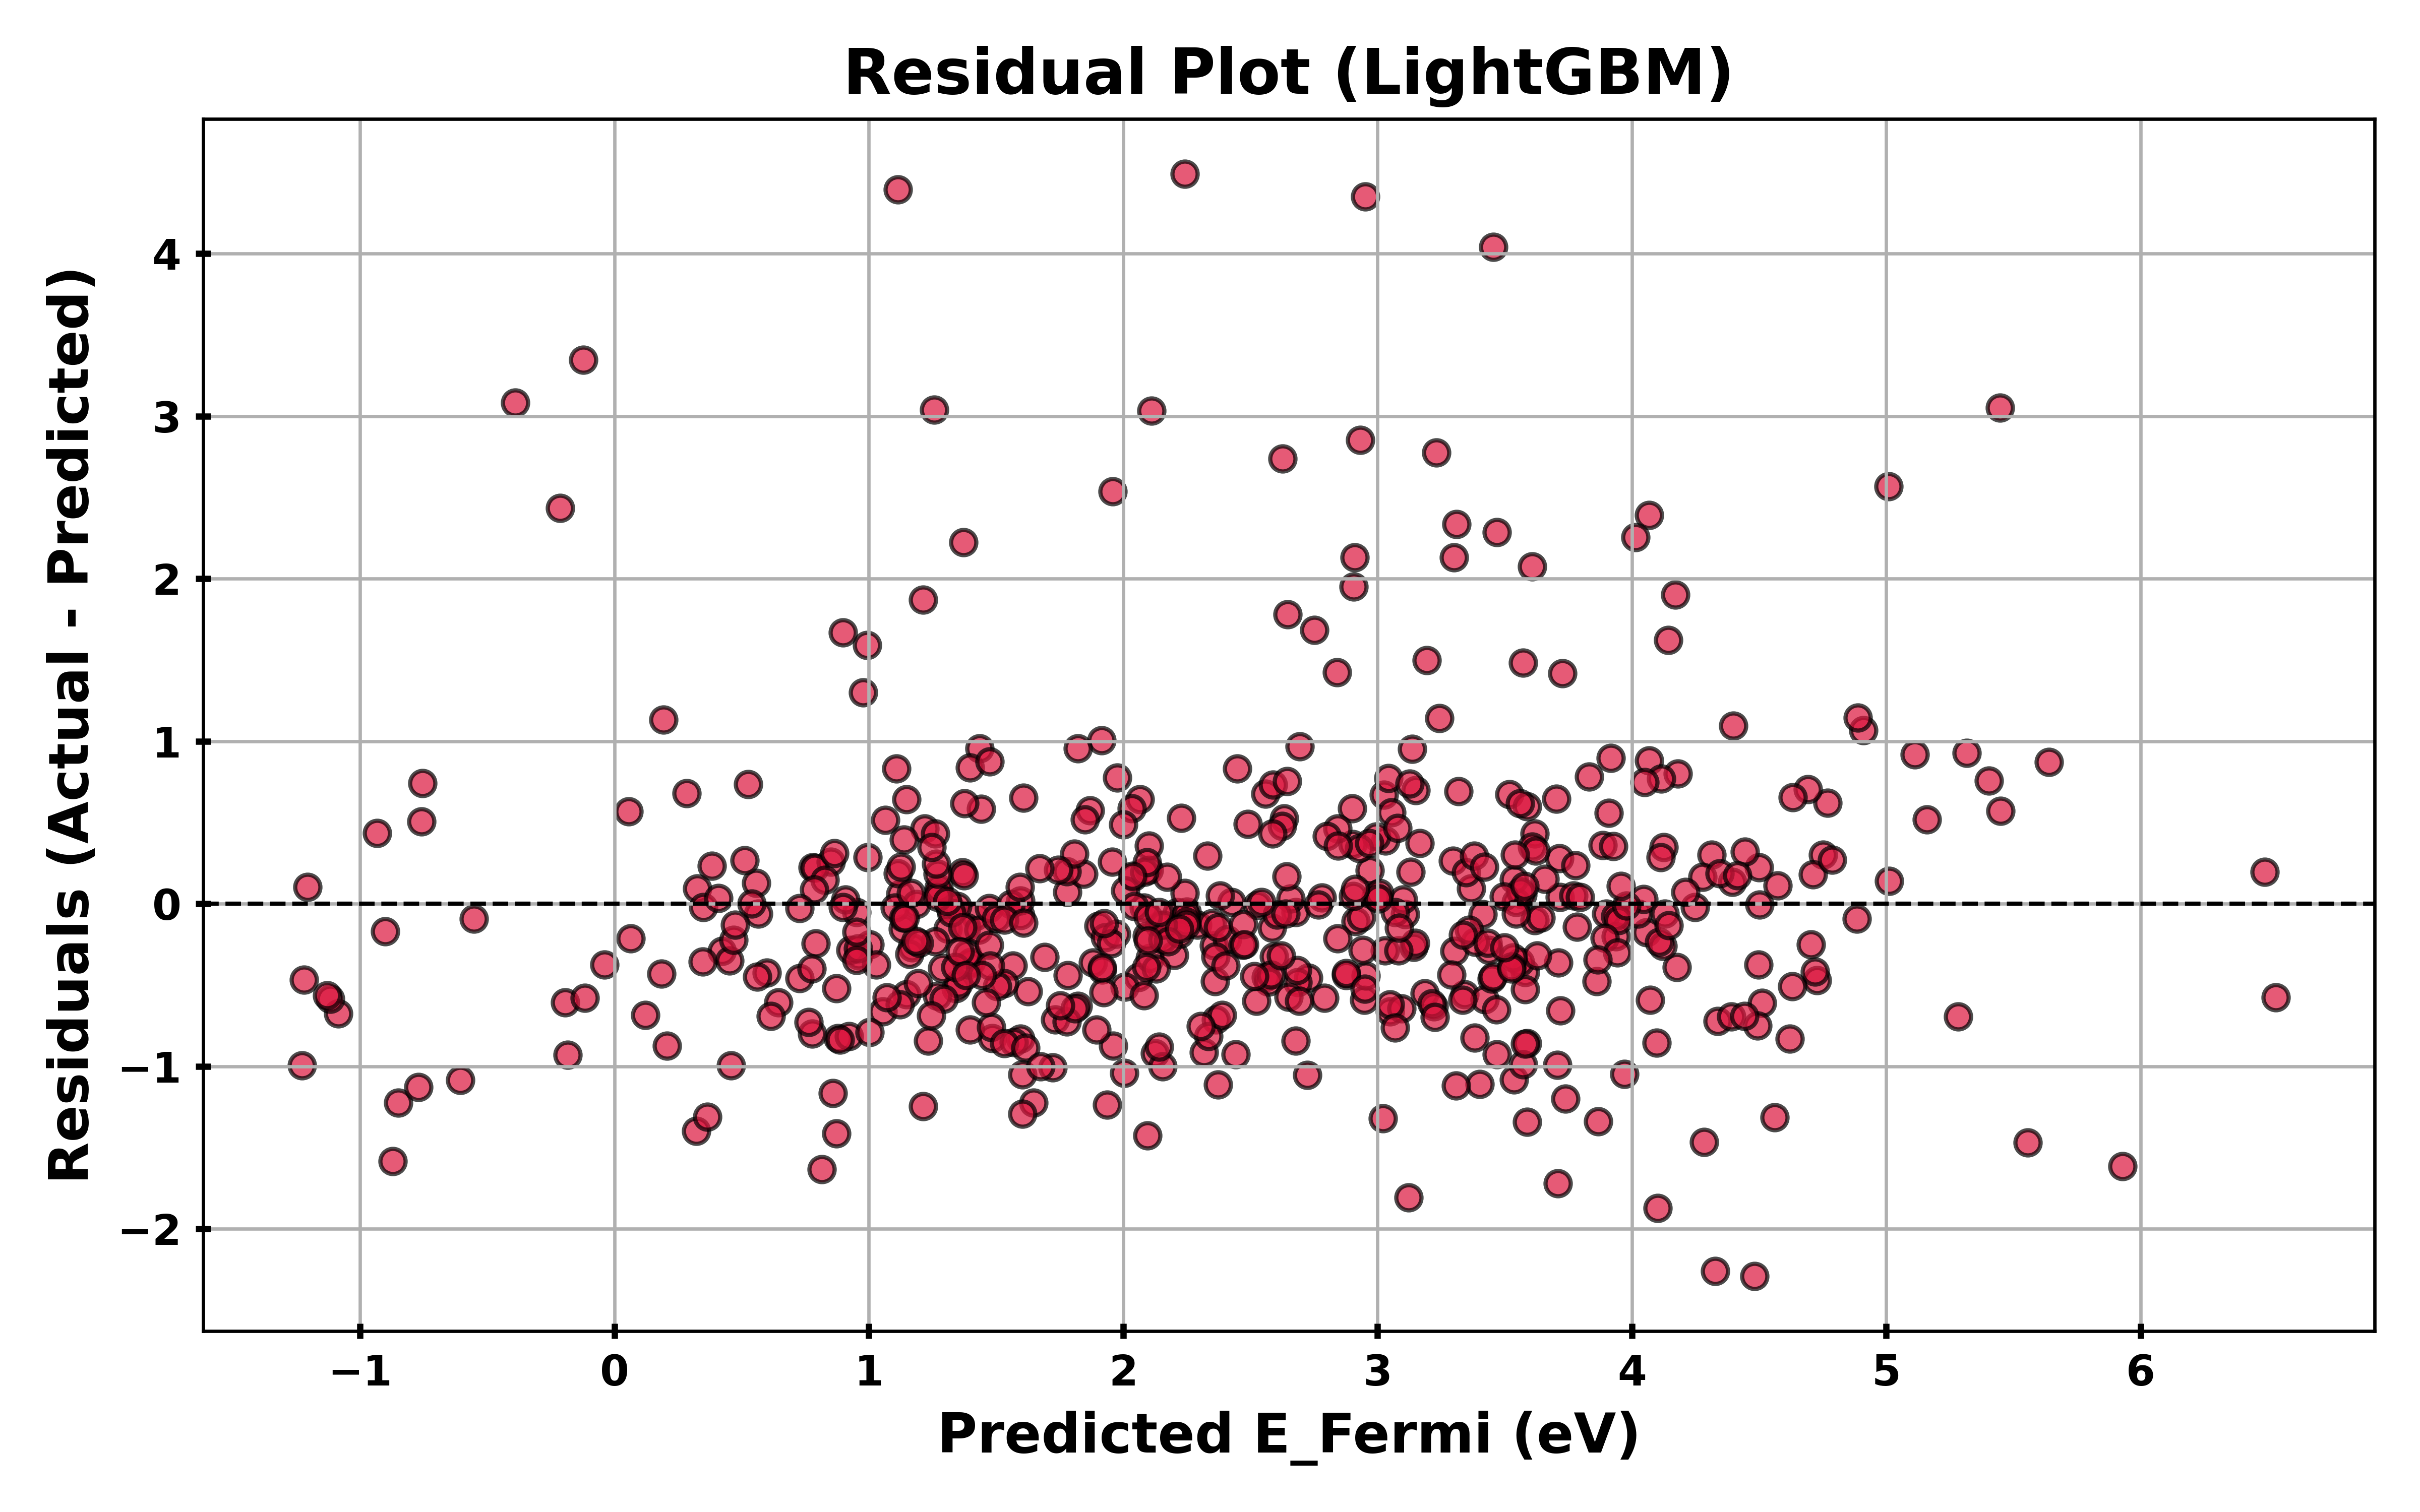 Residual Plot (LightGBM)
Residuals (Actual - Predicted)
4
3
2
1
0
−1
−2
−1 0 1 2 3 4 5 6
Predicted E_Fermi (eV)